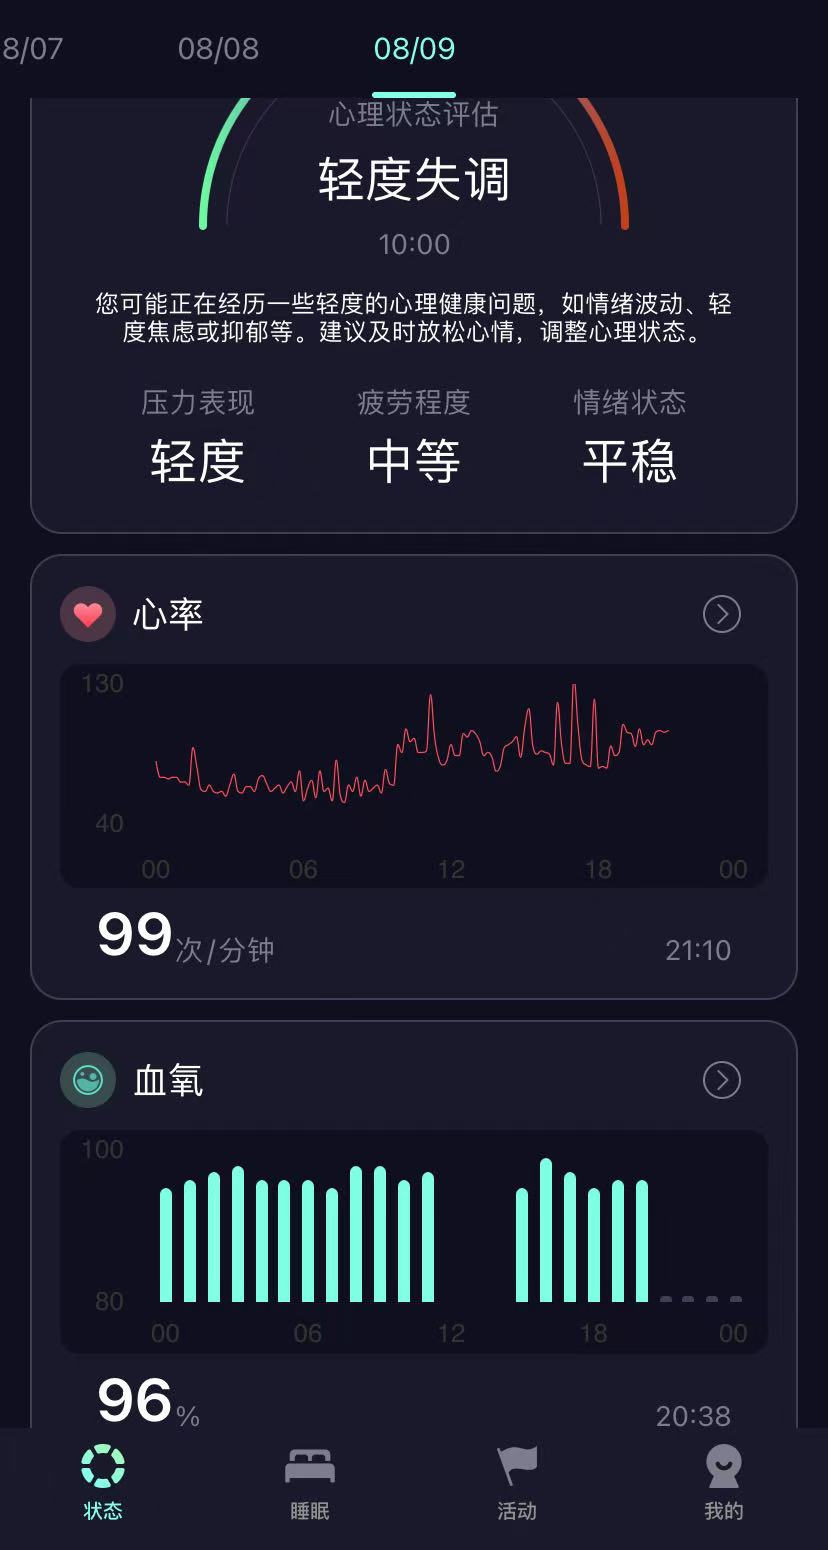 8/07 08/08 08/09
心理状态评估
轻度失调
10:00
您可能正在经历一些轻度的心理健康问题，如情绪波动、轻
度焦虑或抑郁等。建议及时放松心情，调整心理状态。
压力表现 疲劳程度 情绪状态
轻度 中等 平稳
心率
130
40
00 06 12 18 00
99次/分钟 21:10
血氧
100
80
00 06 12 18 00
96% 20:38
状态 睡眠 活动 我的